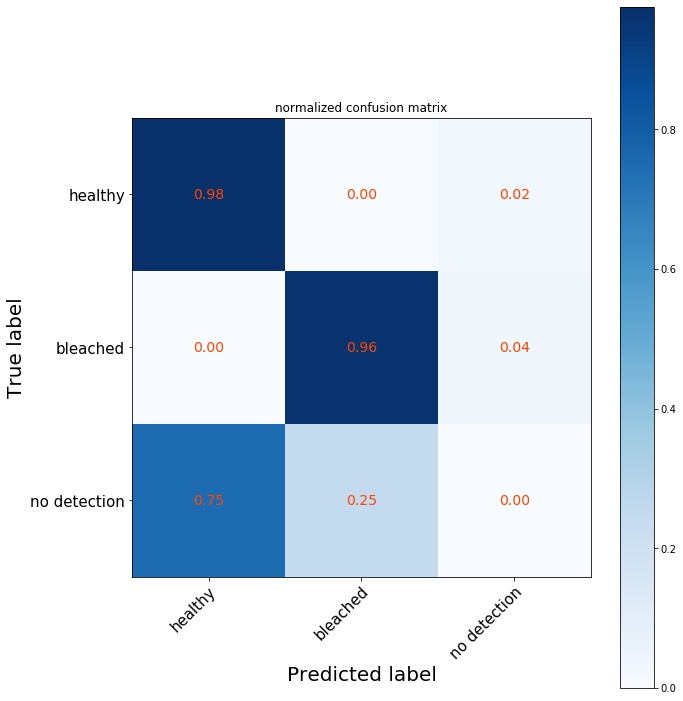 normalized confusion matrix
True label
healthy
0.98
0.00
0.02
bleached
0.00
0.96
0.04
no detection
0.75
0.25
0.00
healthy
bleached
no detection
Predicted label
0.8
0.6
0.4
0.2
0.0